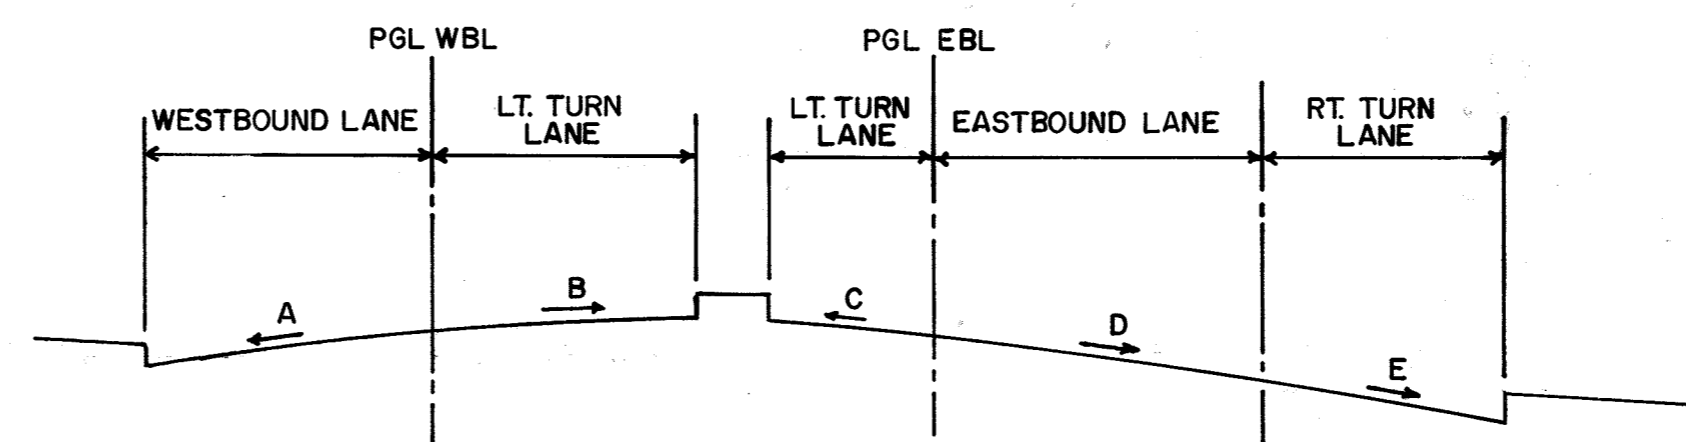 PGL WBL
PGL EBL
WESTBOUND LANE
LT. TURN
LANE
LT. TURN
LANE
EASTBOUND LANE
RT. TURN
LANE
A
B
C
D
E